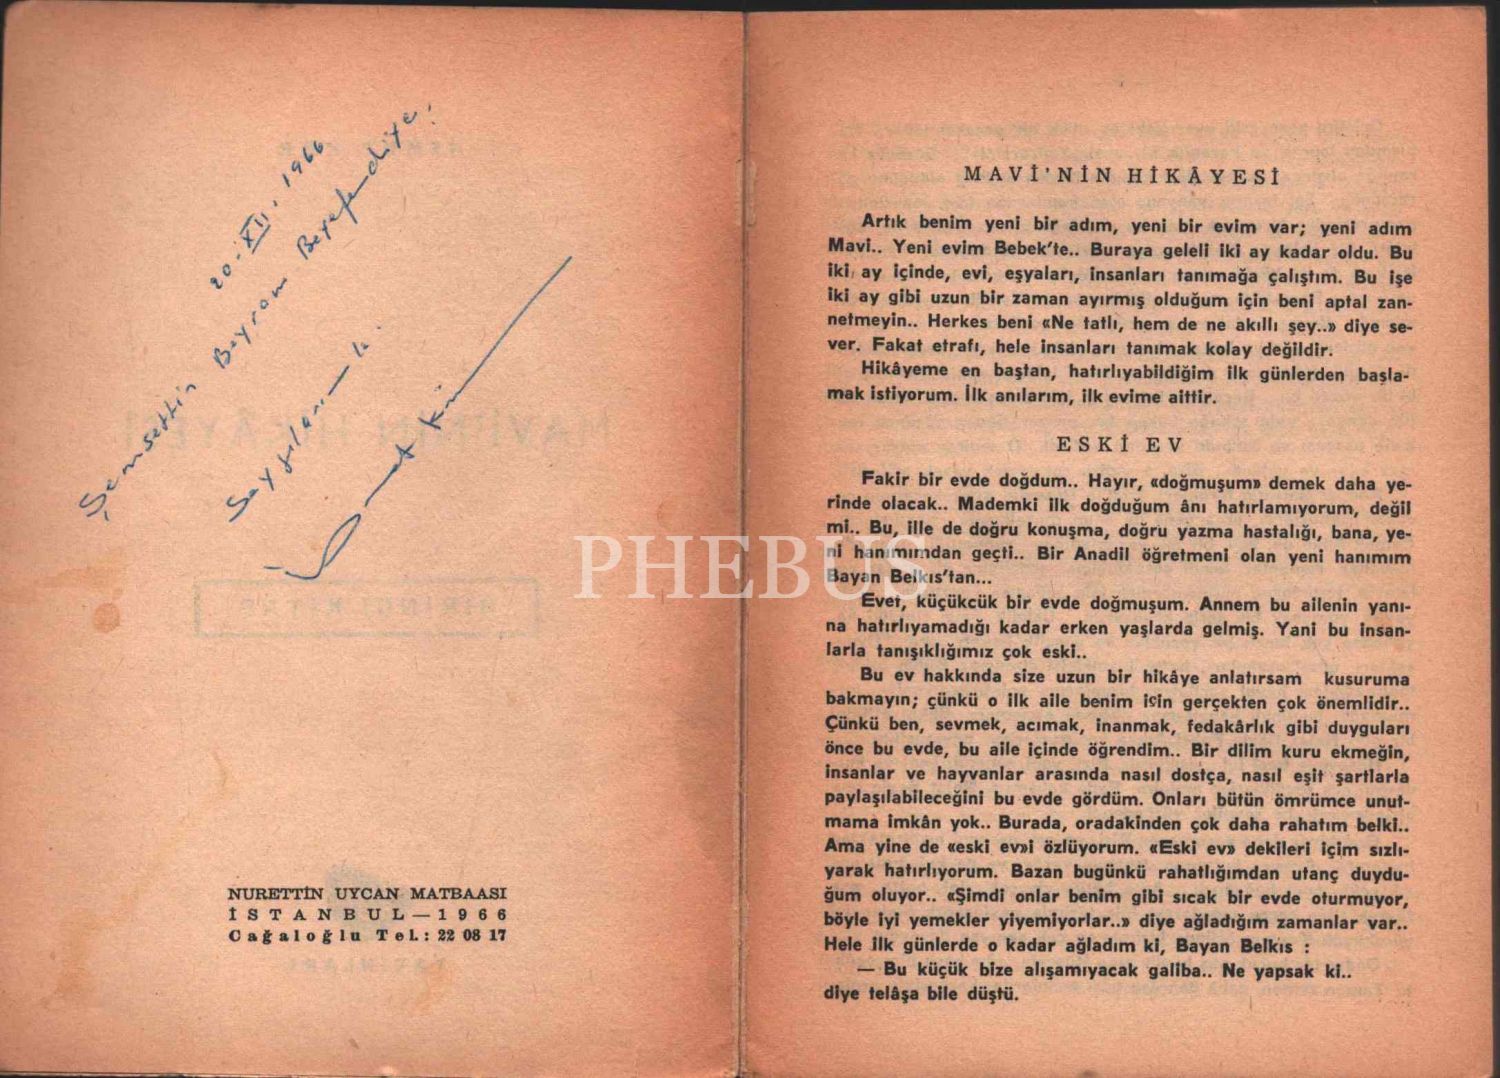 20.XII.1966
Şemsettin Bayram Beyefendiye,
Saygılarımla
NURETTİN UYCAN MATBAASI
İSTANBUL — 1966
Cağaloğlu Tel.: 22 08 17
PHEBUS
MAVİ'NİN HİKÂYESİ
Artık benim yeni bir adım, yeni bir evim var; yeni adım
Mavi.. Yeni evim Bebek'te.. Buraya geleli iki ay kadar oldu. Bu
iki ay içinde, evi, eşyaları, insanları tanımağa çalıştım. Bu işe
iki ay gibi uzun bir zaman ayırmış olduğum için beni aptal zan-
netmeyin.. Herkes beni «Ne tatlı, hem de ne akıllı şey..» diye se-
ver. Fakat etrafı, hele insanları tanımak kolay değildir.
Hikâyeme en baştan, hatırlıyabildiğim ilk günlerden başla-
mak istiyorum. İlk anılarım, ilk evime aittir.
ESKİ EV
Fakir bir evde doğdum.. Hayır, «doğmuşum» demek daha ye-
rinde olacak.. Mademki ilk doğduğum ânı hatırlamıyorum, değil
mi.. Bu, ille de doğru konuşma, doğru yazma hastalığı, bana, ye-
ni hanımımdan geçti.. Bir Anadil öğretmeni olan yeni hanımım
Bayan Belkıs'tan...
Evet, küçükcük bir evde doğmuşum. Annem bu ailenin yanı-
na hatırlıyamadığı kadar erken yaşlarda gelmiş. Yani bu insan-
larla tanışıklığımız çok eski..
Bu ev hakkında size uzun bir hikâye anlatırsam kusuruma
bakmayın; çünkü o ilk aile benim için gerçekten çok önemlidir..
Çünkü ben, sevmek, acımak, inanmak, fedakârlık gibi duyguları
önce bu evde, bu aile içinde öğrendim.. Bir dilim kuru ekmeğin,
insanlar ve hayvanlar arasında nasıl dostça, nasıl eşit şartlarla
paylaşılabileceğini bu evde gördüm. Onları bütün ömrümce unut-
mama imkân yok.. Burada, oradakinden çok daha rahatım belki..
Ama yine de «eski ev»i özlüyorum. «Eski ev» dekileri içim sızlı-
yarak hatırlıyorum. Bazan bugünkü rahatlığımdan utanç duydu-
ğum oluyor.. «Şimdi onlar benim gibi sıcak bir evde oturmuyor,
böyle iyi yemekler yiyemiyorlar..» diye ağladığım zamanlar var..
Hele ilk günlerde o kadar ağladım ki, Bayan Belkıs :
— Bu küçük bize alışamıyacak galiba.. Ne yapsak ki..
diye telâşa bile düştü.